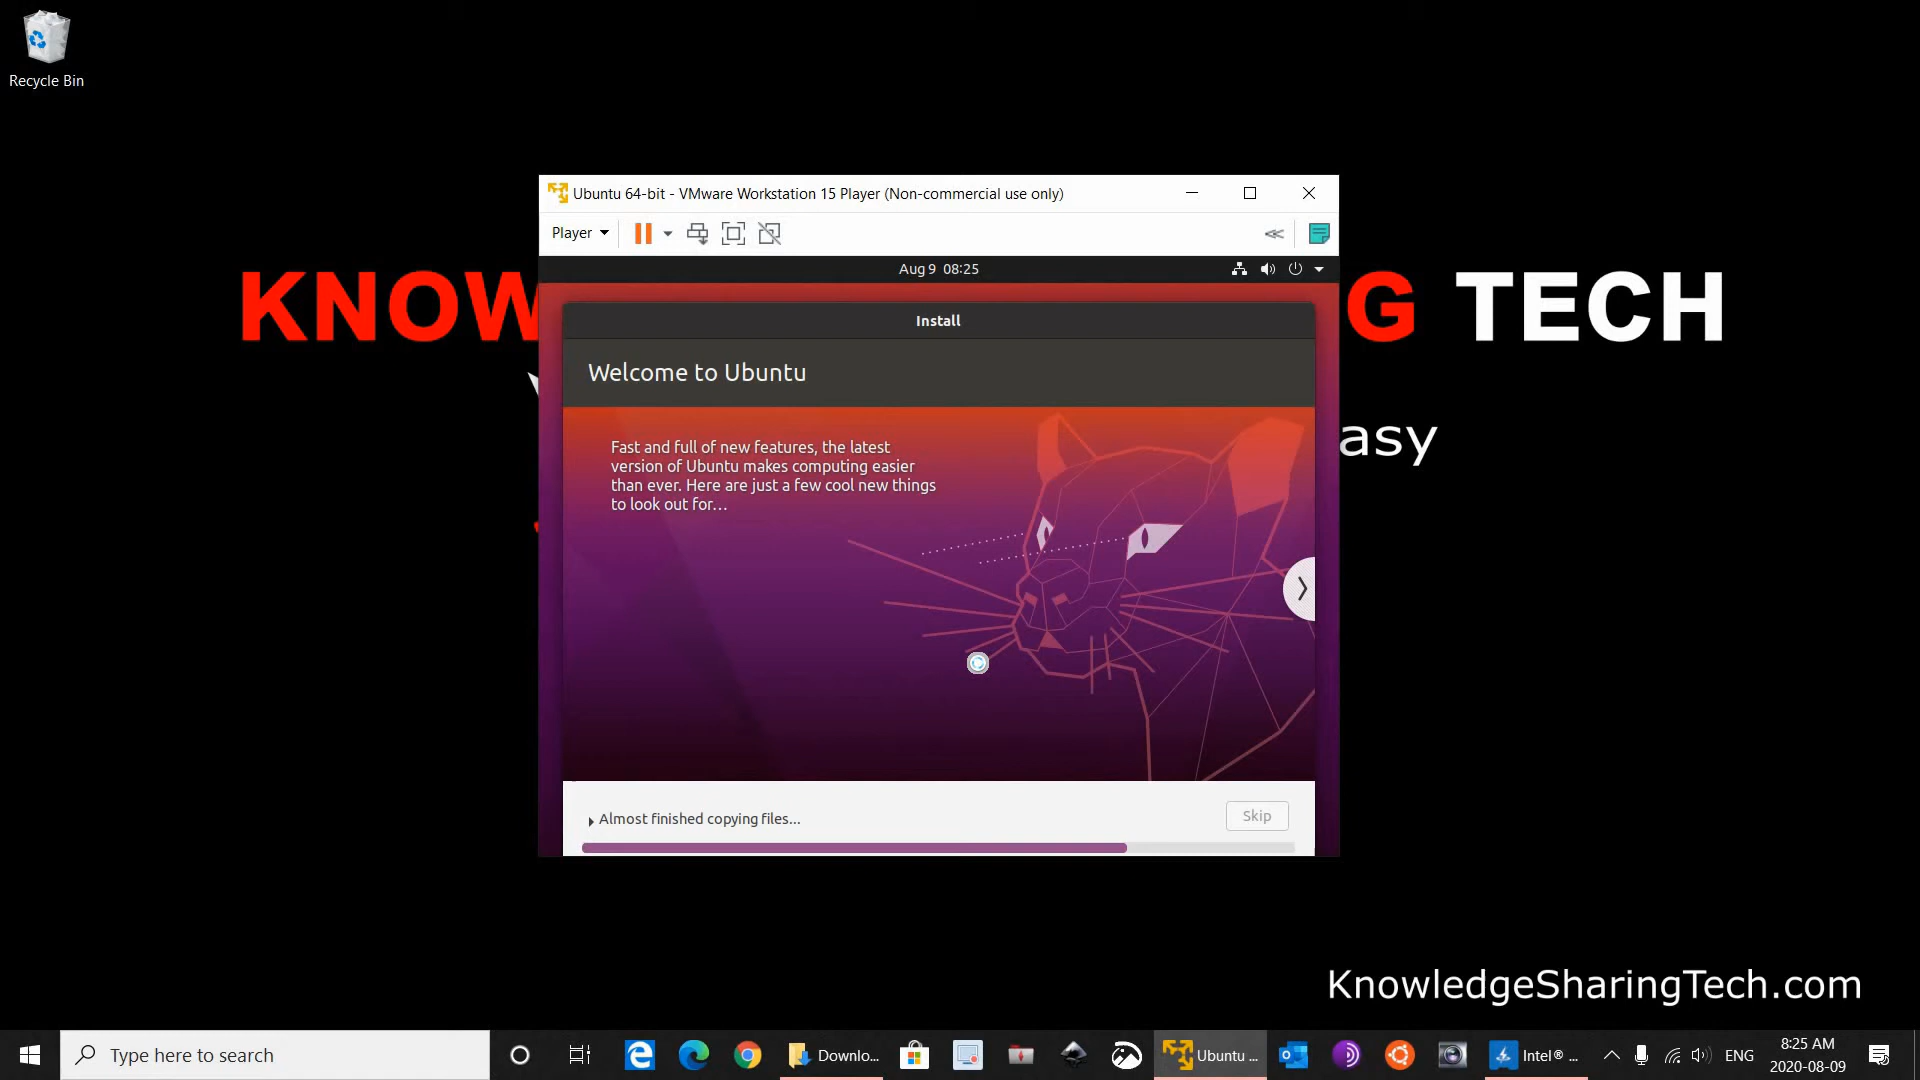 Recycle Bin
Ubuntu 64-bit - VMware Workstation 15 Player (Non-commercial use only)
Player
Aug 9 08:25
KNOW
G TECH
Install
Welcome to Ubuntu
asy
Fast and full of new features, the latest
version of Ubuntu makes computing easier
than ever. Here are just a few cool new things
to look out for…
Almost finished copying files...
Skip
KnowledgeSharingTech.com
Type here to search
Downlo...
Ubuntu ...
Intel® ...
ENG
8:25 AM
2020-08-09